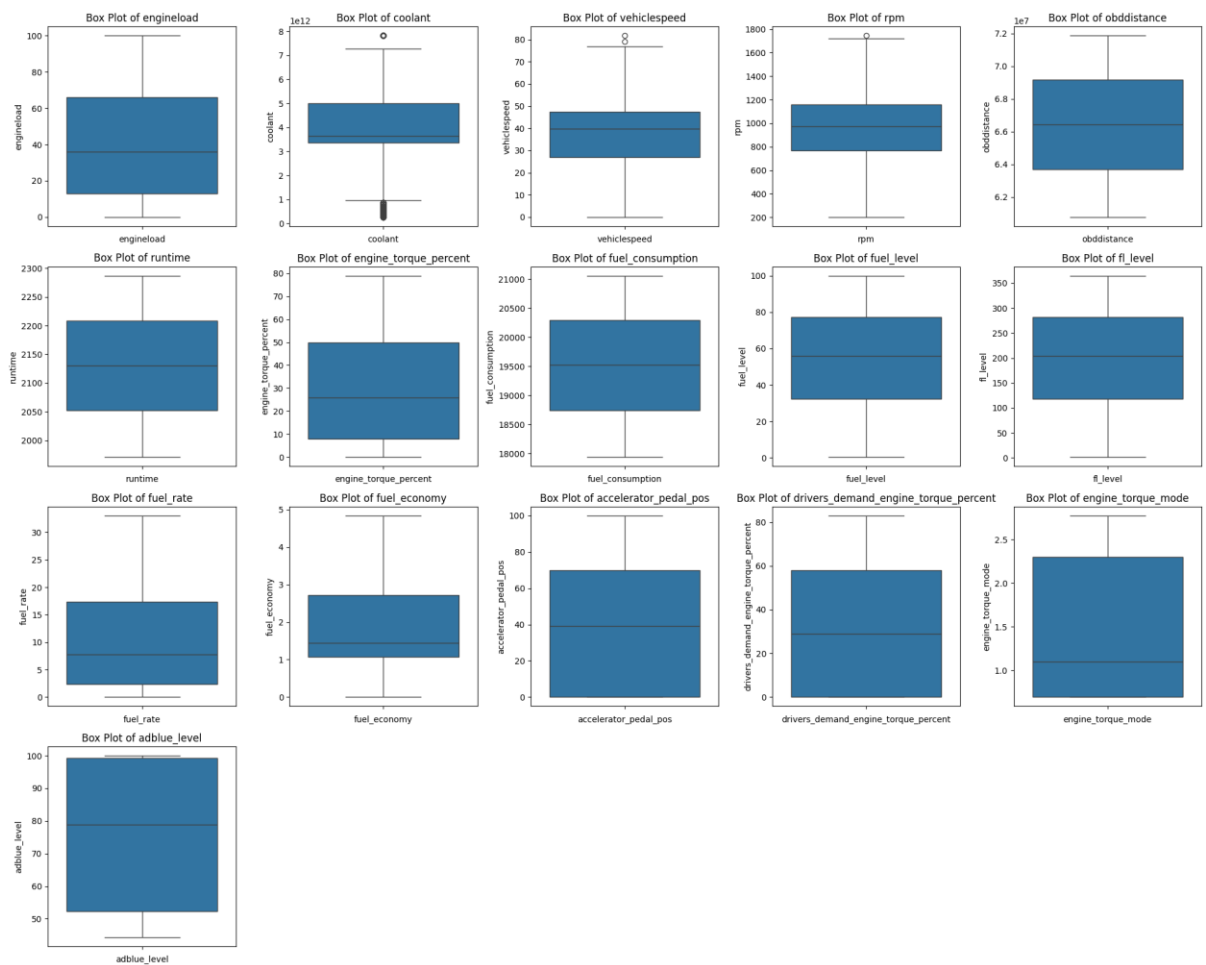 Box Plot of engineload
100
80
60
40
20
0
engineload
engineload
Box Plot of coolant
1e12
8
7
6
5
4
3
2
1
0
coolant
coolant
Box Plot of vehiclespeed
80
70
60
50
40
30
20
10
0
vehiclespeed
vehiclespeed
Box Plot of rpm
1800
1600
1400
1200
1000
800
600
400
200
rpm
rpm
Box Plot of obddistance
1e7
7.2
7.0
6.8
6.6
6.4
6.2
obddistance
obddistance
Box Plot of runtime
2300
2250
2200
2150
2100
2050
2000
runtime
runtime
Box Plot of engine_torque_percent
80
70
60
50
40
30
20
10
0
engine_torque_percent
engine_torque_percent
Box Plot of fuel_consumption
21000
20500
20000
19500
19000
18500
18000
fuel_consumption
fuel_consumption
Box Plot of fuel_level
100
80
60
40
20
0
fuel_level
fuel_level
Box Plot of fl_level
350
300
250
200
150
100
50
0
fl_level
fl_level
Box Plot of fuel_rate
30
25
20
15
10
5
0
fuel_rate
fuel_rate
Box Plot of fuel_economy
5
4
3
2
1
0
fuel_economy
fuel_economy
Box Plot of accelerator_pedal_pos
100
80
60
40
20
0
accelerator_pedal_pos
accelerator_pedal_pos
Box Plot of drivers_demand_engine_torque_percent
80
60
40
20
0
drivers_demand_engine_torque_percent
drivers_demand_engine_torque_percent
Box Plot of engine_torque_mode
2.5
2.0
1.5
1.0
engine_torque_mode
engine_torque_mode
Box Plot of adblue_level
100
90
80
70
60
50
adblue_level
adblue_level